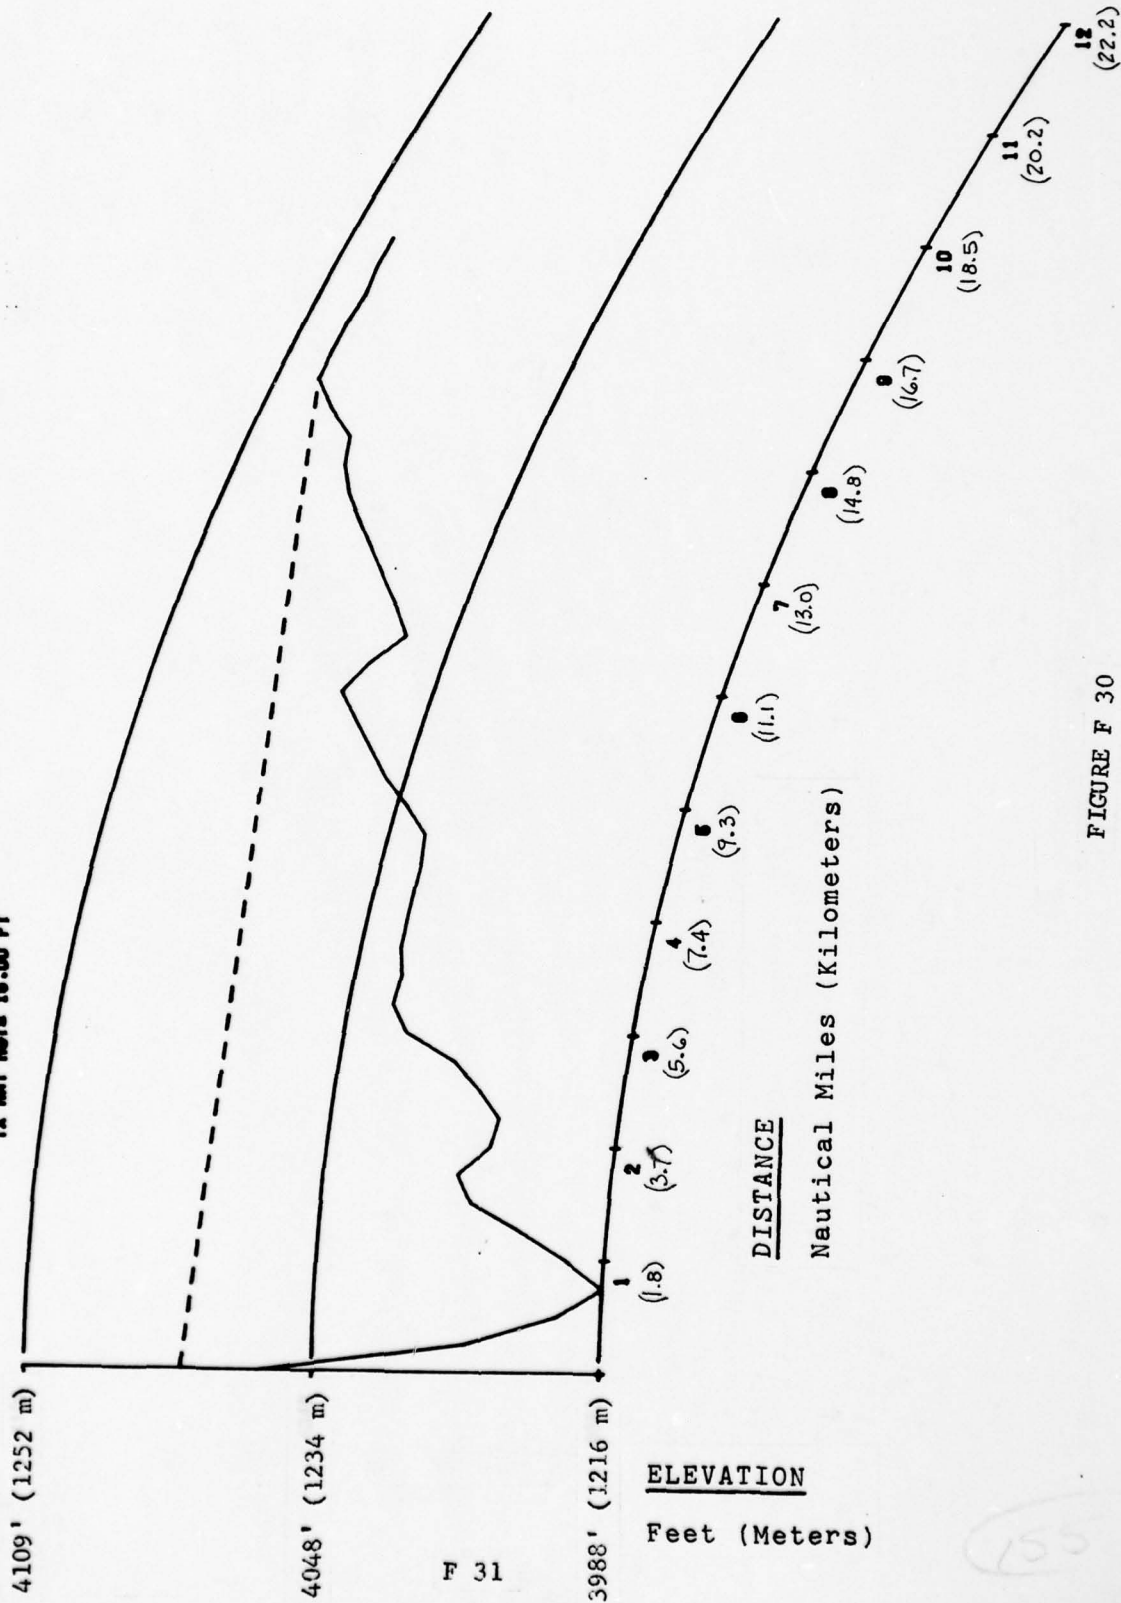 4109' (1252 m)
4048' (1234 m)
3988' (1216 m)
ELEVATION
Feet (Meters)
1
(1.8)
2
(3.7)
3
(5.6)
4
(7.4)
5
(9.3)
6
(11.1)
7
(13.0)
8
(14.8)
9
(16.7)
10
(18.5)
11
(20.2)
12
(22.2)
DISTANCE
Nautical Miles (Kilometers)
FIGURE F 30
F 31
155